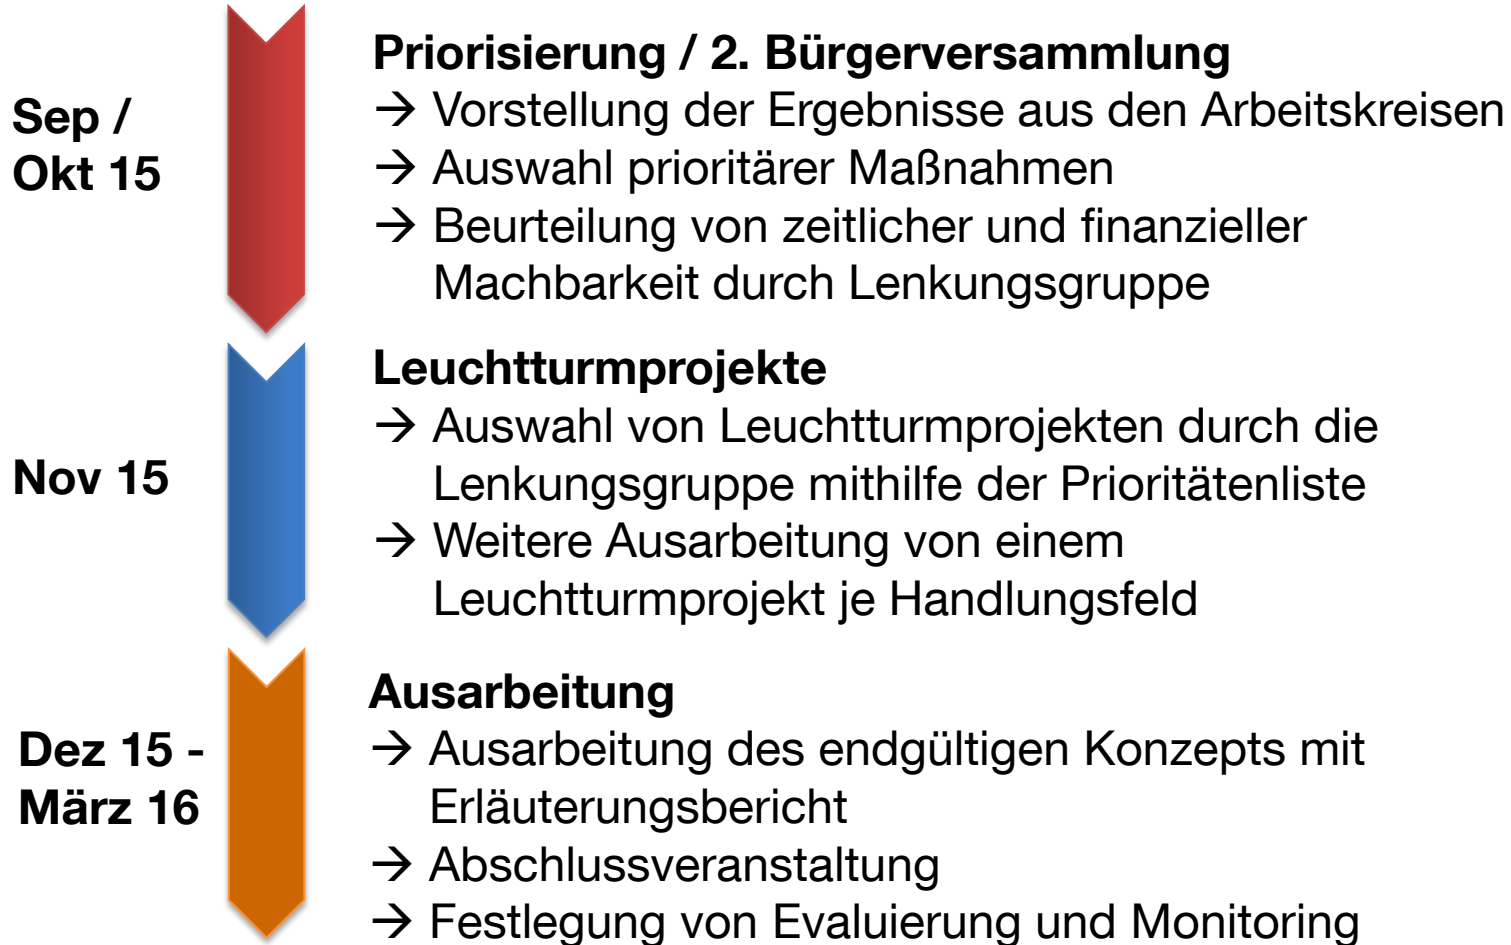 Sep /
Okt 15
Priorisierung / 2. Bürgerversammlung
→ Vorstellung der Ergebnisse aus den Arbeitskreisen
→ Auswahl prioritärer Maßnahmen
→ Beurteilung von zeitlicher und finanzieller
Machbarkeit durch Lenkungsgruppe
Nov 15
Leuchtturmprojekte
→ Auswahl von Leuchtturmprojekten durch die
Lenkungsgruppe mithilfe der Prioritätenliste
→ Weitere Ausarbeitung von einem
Leuchtturmprojekt je Handlungsfeld
Dez 15 -
März 16
Ausarbeitung
→ Ausarbeitung des endgültigen Konzepts mit
Erläuterungsbericht
→ Abschlussveranstaltung
→ Festlegung von Evaluierung und Monitoring